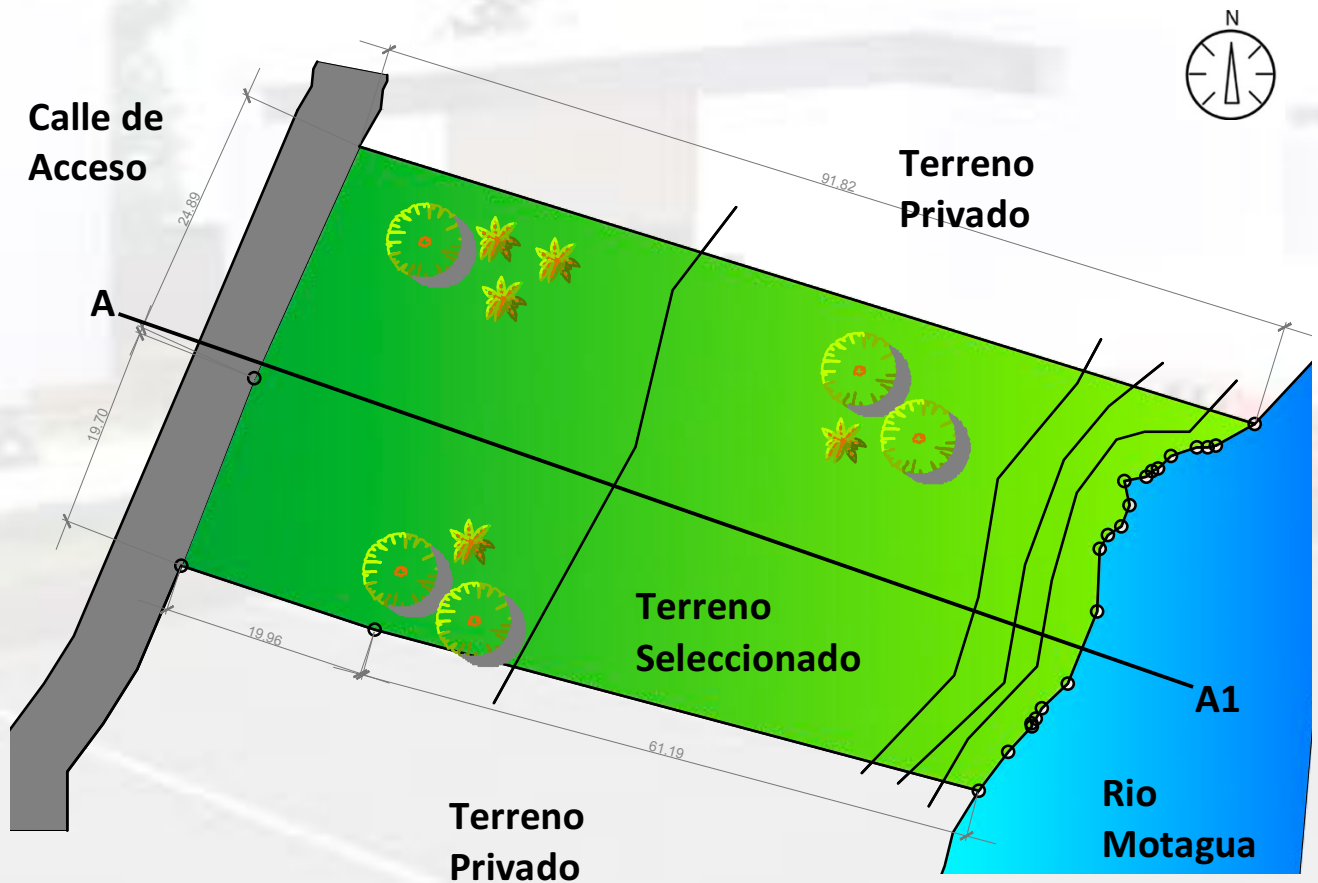 N
Calle de
Acceso
Terreno
Privado
91.82
24.89
A
19.70
19.96
Terreno
Seleccionado
61.19
A1
Rio
Motagua
Terreno
Privado